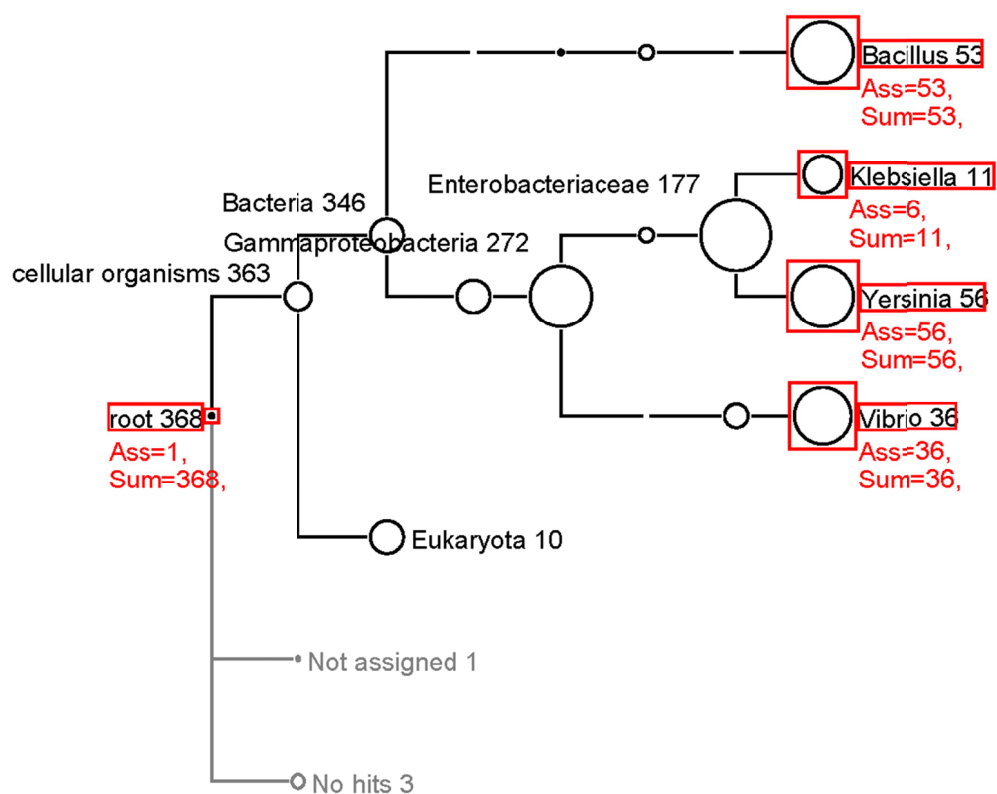 Bacillus 53
Ass=53,
Sum=53,
Enterobacteriaceae 177
Klebsiella 11
Ass=6,
Sum=11,
Bacteria 346
Gammaproteobacteria 272
cellular organisms 363
Yersinia 56
Ass=56,
Sum=56,
root 368
Ass=1,
Sum=368,
Vibrio 36
Ass=36,
Sum=36,
Eukaryota 10
Not assigned 1
No hits 3